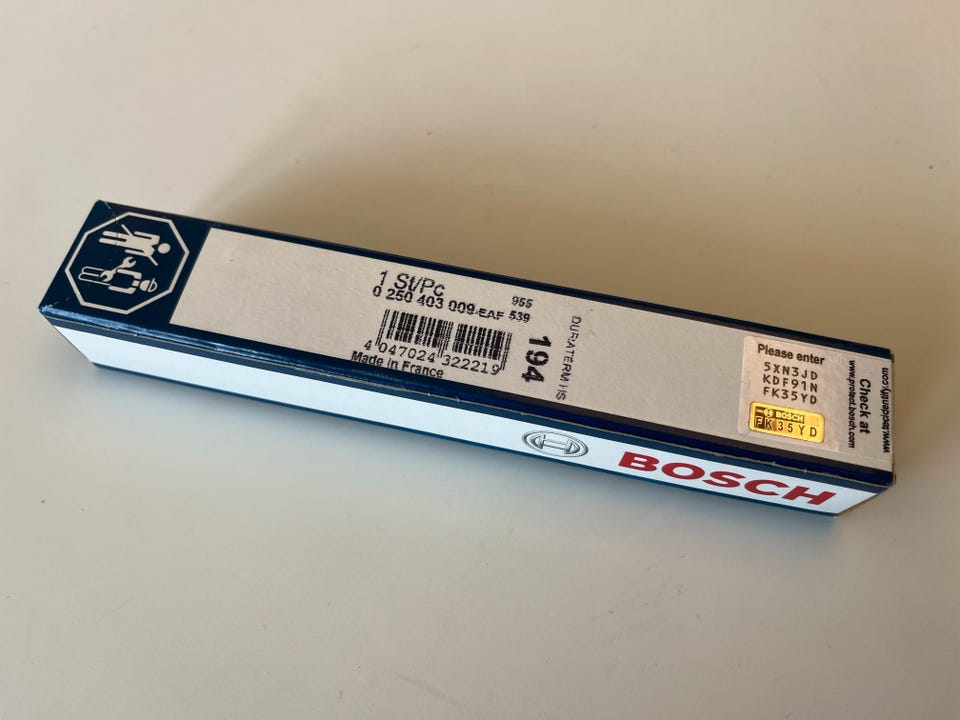 1 St/Pc
955
0 250 403 009-EAF 539
4 047024 322219
Made in France
194
DURATERM HS
Please enter
5XN3JD
KDF91N
FK35YD
BOSCH
FK35YD
Check at
www.protect.bosch.com
BOSCH